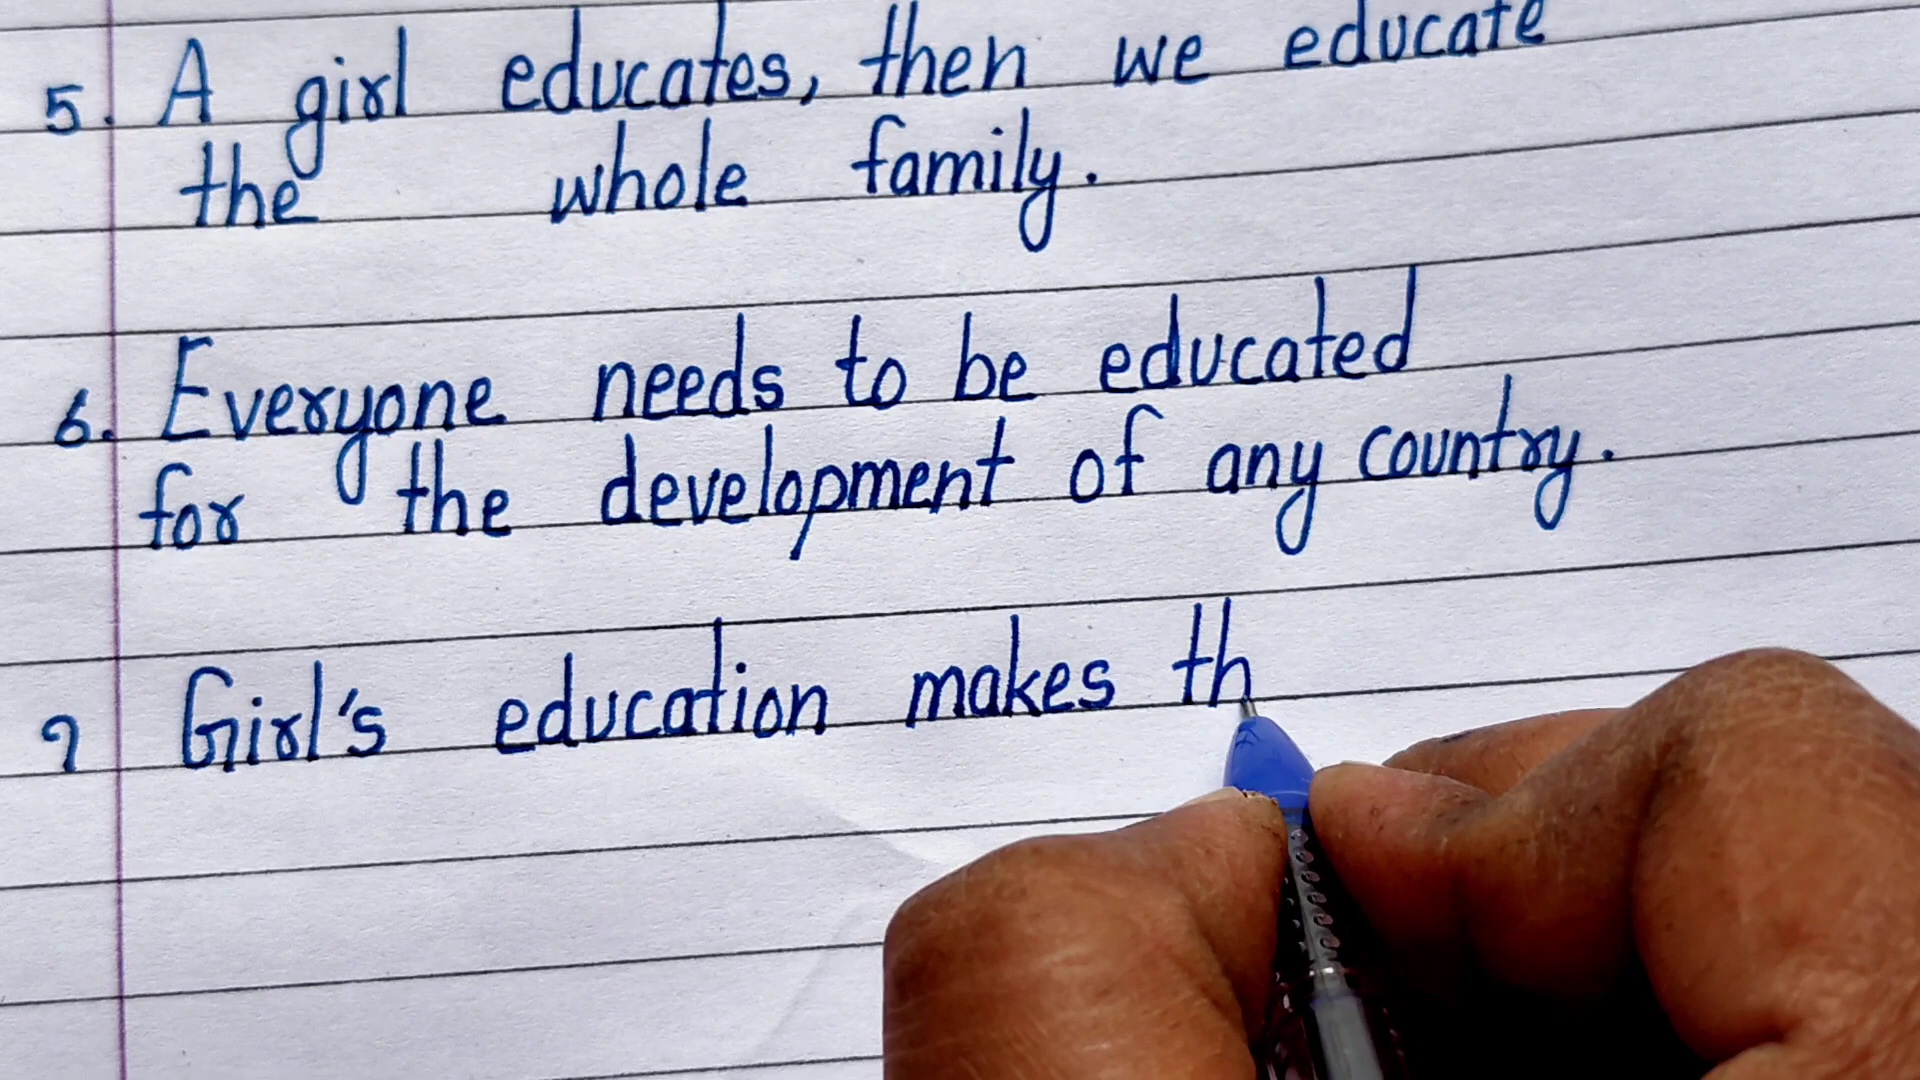 5. A girl educates, then we educate
the whole family.
6. Everyone needs to be educated
for the development of any country.
7 Girl's education makes th